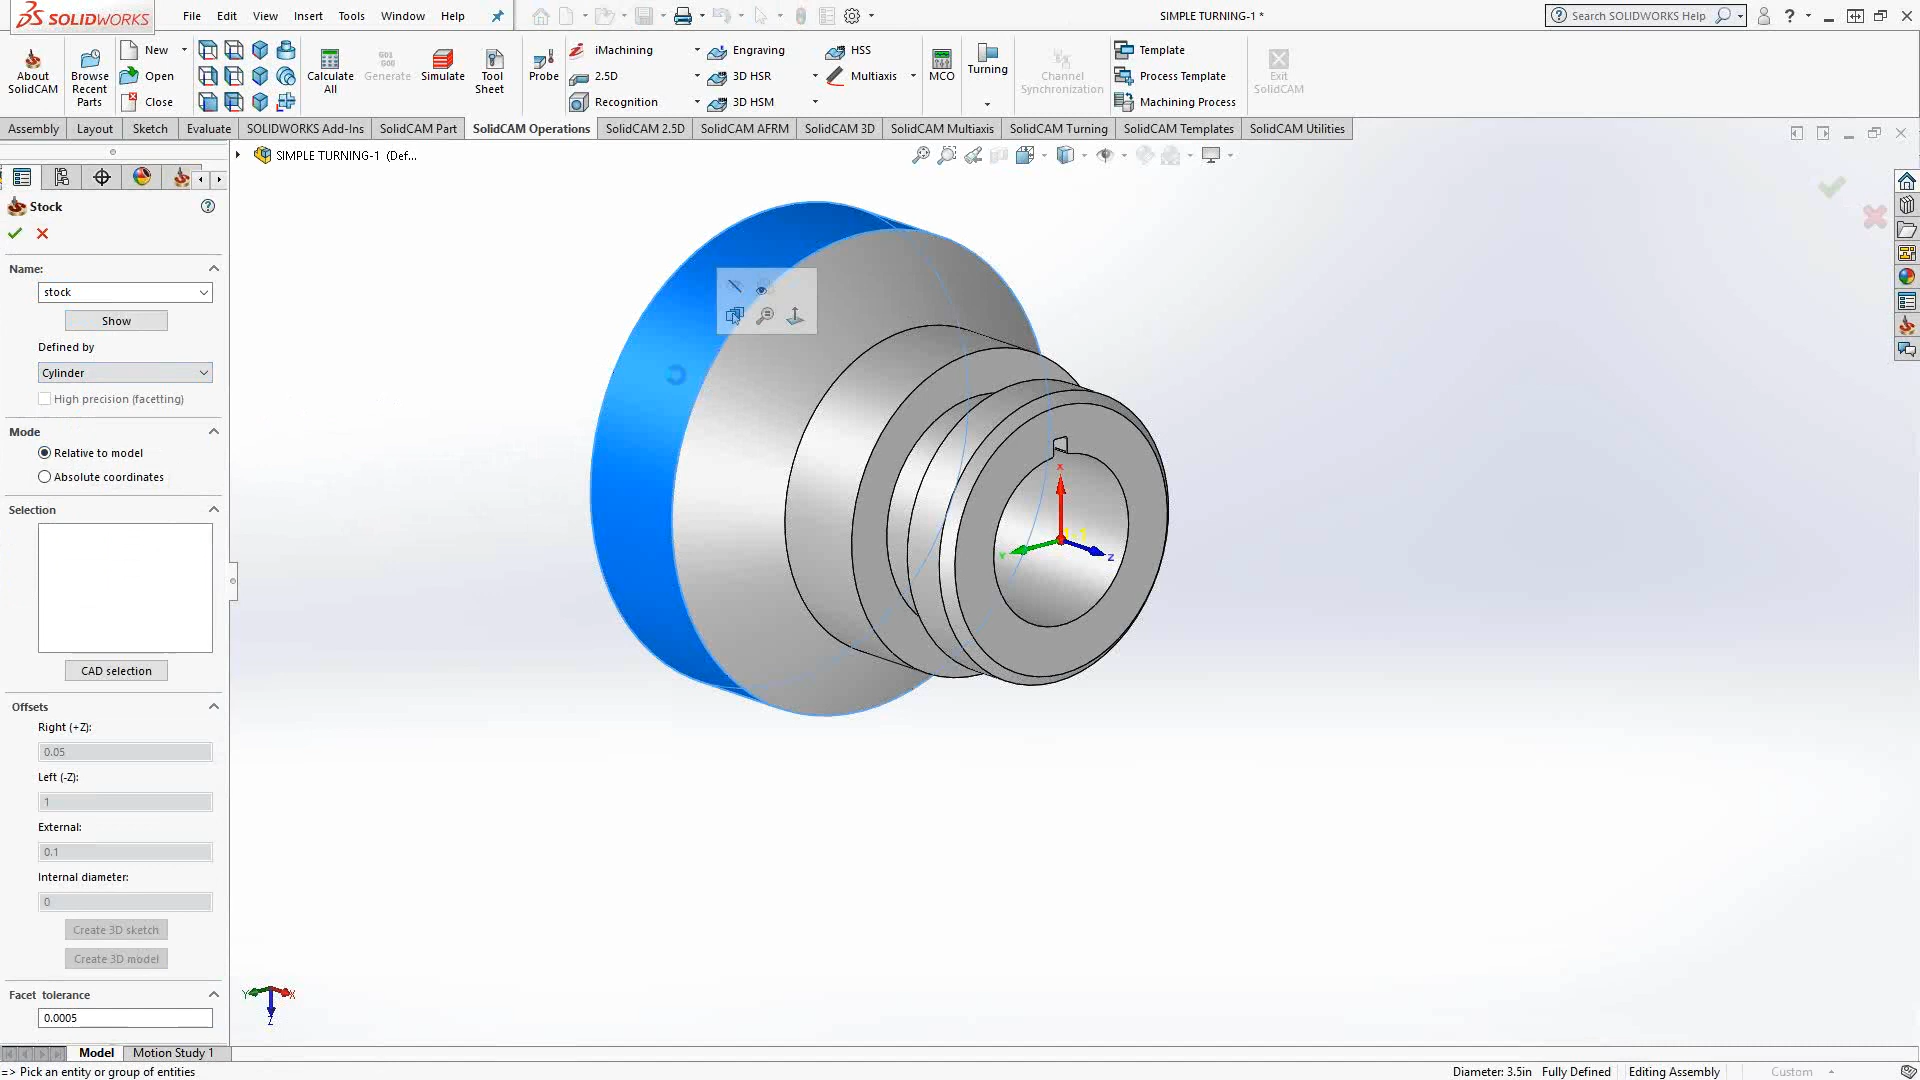 SOLIDWORKS
File Edit View Insert Tools Window Help
SIMPLE TURNING-1 *
Search SOLIDWORKS Help
About SolidCAM
Browse Recent Parts
New
Open
Close
Calculate All
G01 G00
Generate
Simulate
Tool Sheet
Probe
iMachining
2.5D
Recognition
Engraving
3D HSR
3D HSM
HSS
Multiaxis
MCO
Turning
Channel Synchronization
Template
Process Template
Machining Process
Exit SolidCAM
Assembly Layout Sketch Evaluate SOLIDWORKS Add-Ins SolidCAM Part SolidCAM Operations SolidCAM 2.5D SolidCAM AFRM SolidCAM 3D SolidCAM Multiaxis SolidCAM Turning SolidCAM Templates SolidCAM Utilities
SIMPLE TURNING-1 (Def...
Stock
Name:
stock
Show
Defined by
Cylinder
High precision (facetting)
Mode
Relative to model
Absolute coordinates
Selection
CAD selection
Offsets
Right (+Z):
0.05
Left (-Z):
1
External:
0.1
Internal diameter:
0
Create 3D sketch
Create 3D model
Facet tolerance
0.0005
X
Y
Z
Y X
Z
Model Motion Study 1
=> Pick an entity or group of entities
Diameter: 3.5in Fully Defined Editing Assembly Custom